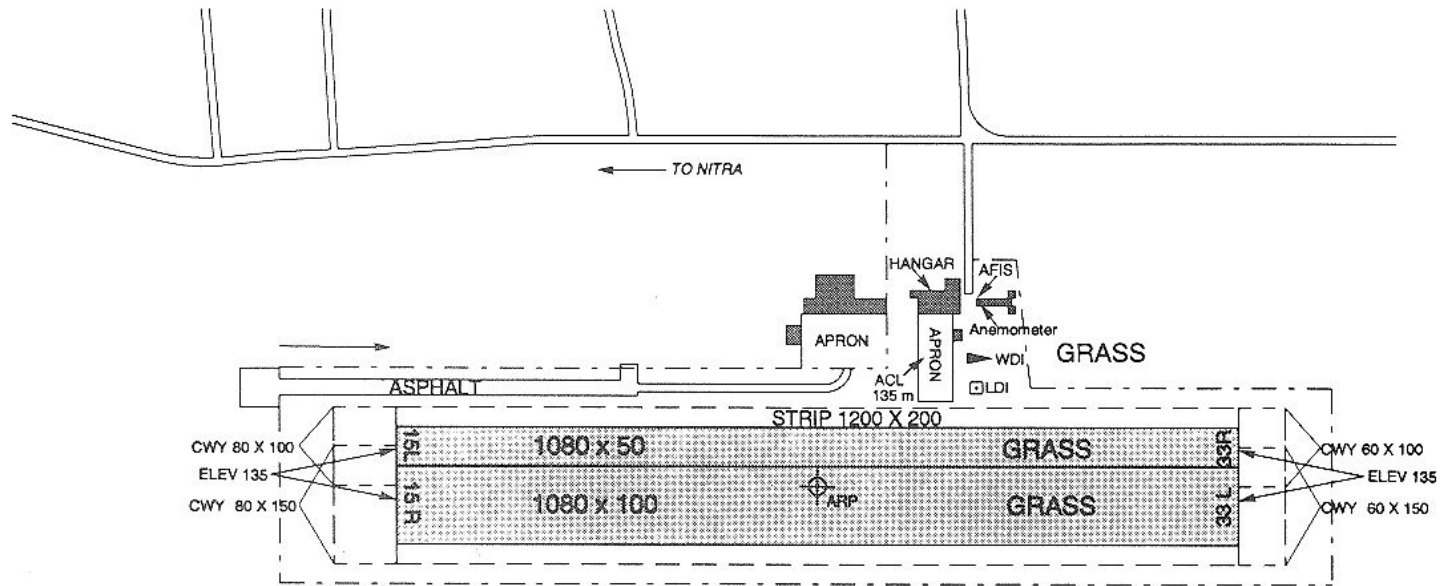 TO NITRA
HANGAR
AFIS
Anemometer
APRON
APRON
WDI
GRASS
ACL
135 m
LDI
ASPHALT
STRIP 1200 X 200
15L
1080 x 50
GRASS
33R
CWY 80 X 100
CWY 60 X 100
ELEV 135
ELEV 135
15 R
1080 x 100
ARP
GRASS
33 L
CWY 80 X 150
CWY 60 X 150